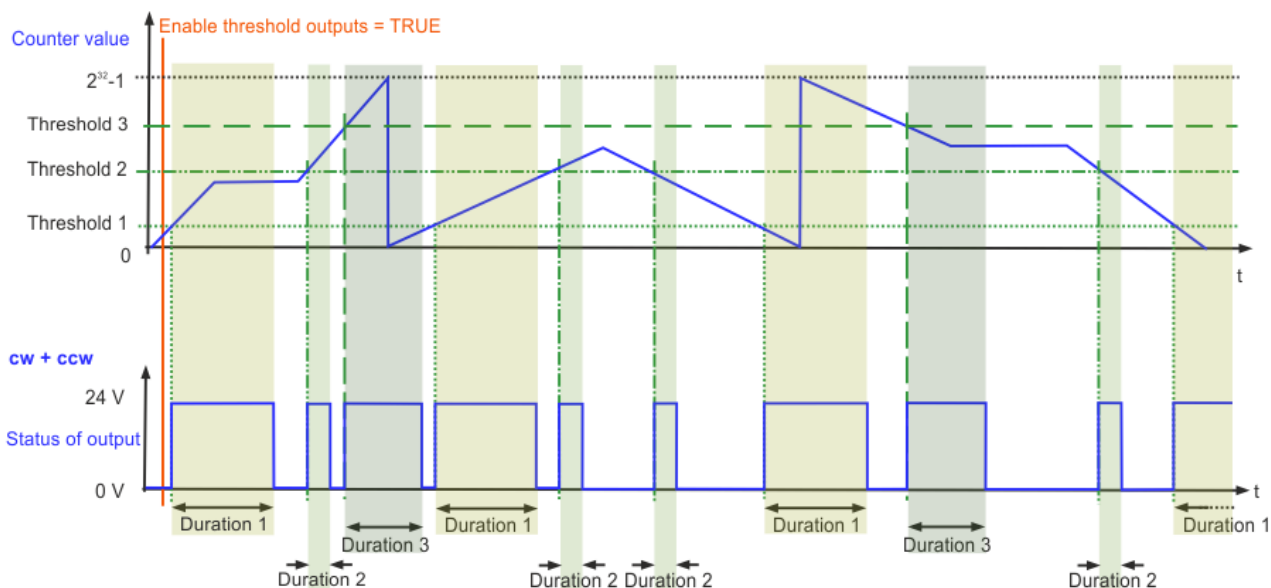 Enable threshold outputs = TRUE
Counter value
2³²-1
Threshold 3
Threshold 2
Threshold 1
0
t
cw + ccw
24 V
Status of output
0 V
t
Duration 1
Duration 1
Duration 1
Duration 1
Duration 3
Duration 3
Duration 2
Duration 2
Duration 2
Duration 2